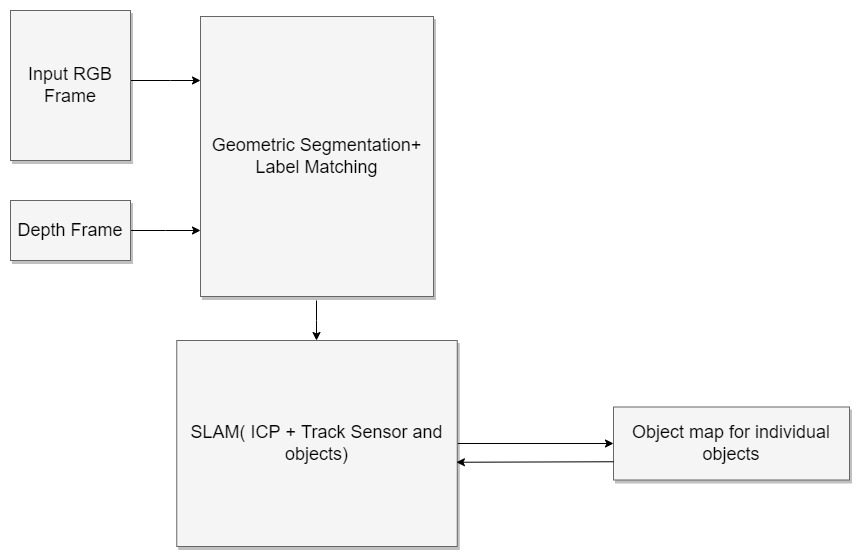 Input RGB
Frame
Geometric Segmentation+
Label Matching
Depth Frame
SLAM( ICP + Track Sensor and
objects)
Object map for individual
objects